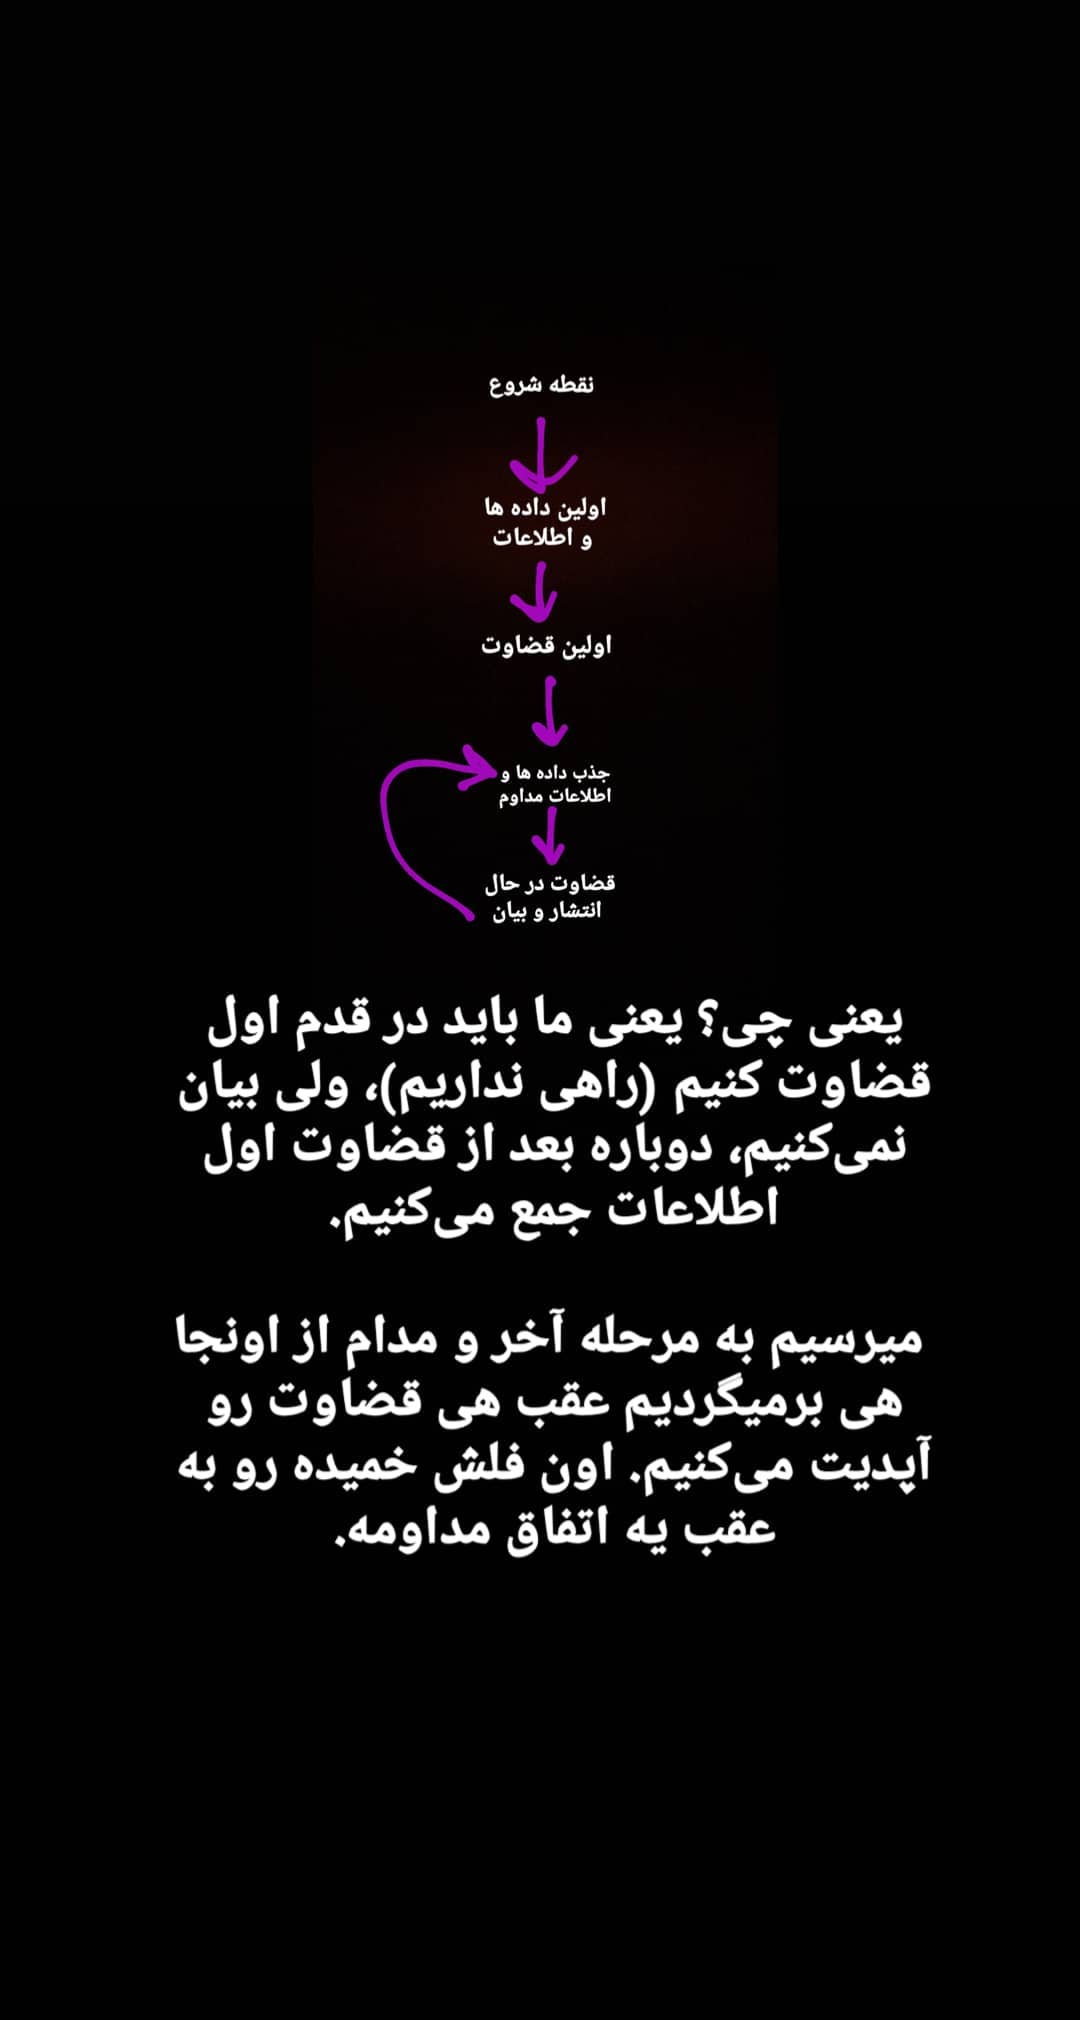 نقطه شروع
اولین داده ها
و اطلاعات
اولین قضاوت
جذب داده ها و
اطلاعات مداوم
قضاوت در حال
انتشار و بیان
یعنی چی؟ یعنی ما باید در قدم اول
قضاوت کنیم (راهی نداریم)، ولی بیان
نمی‌کنیم، دوباره بعد از قضاوت اول
اطلاعات جمع می‌کنیم.
میرسیم به مرحله آخر و مدام از اونجا
هی برمیگردیم عقب هی قضاوت رو
آپدیت می‌کنیم. اون فلش خمیده رو به
عقب یه اتفاق مداومه.